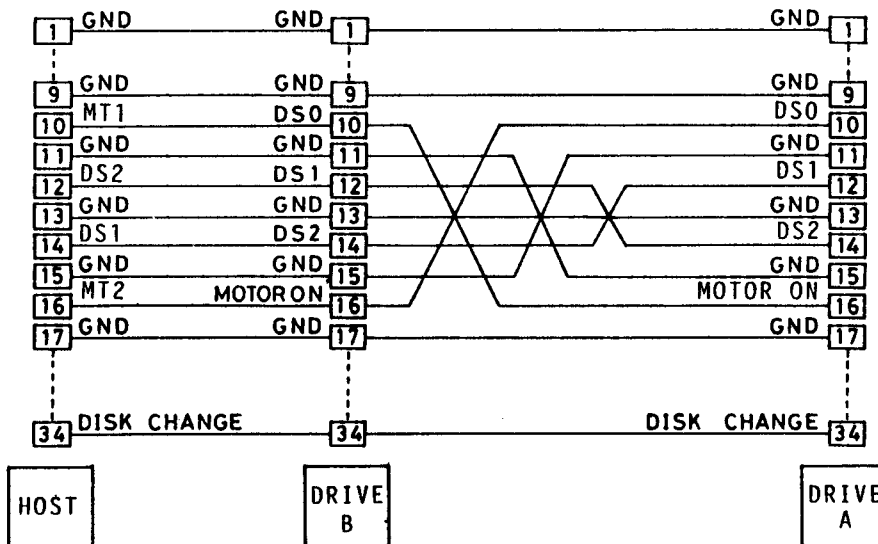 GND GND GND
1 1 1
GND GND GND
9 9 9
MT1 DS0 DS0
10 10 10
GND GND GND
11 11 11
DS2 DS1 DS1
12 12 12
GND GND GND
13 13 13
DS1 DS2 DS2
14 14 14
GND GND GND
15 15 15
MT2 MOTOR ON MOTOR ON
16 16 16
GND GND GND
17 17 17
DISK CHANGE DISK CHANGE
34 34 34
HOST
DRIVE
B
DRIVE
A